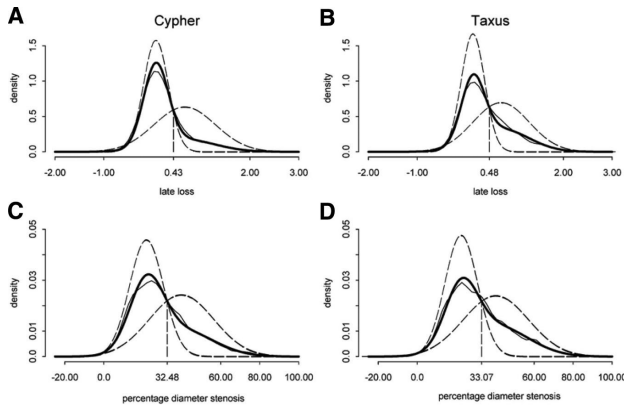 A Cypher
B Taxus
density
1.5
1.0
0.5
0.0
-2.00 -1.00 0.43 2.00 3.00
late loss
density
1.5
1.0
0.5
0.0
-2.00 -1.00 0.48 2.00 3.00
late loss
C
density
0.05
0.03
0.01
0.0
-20.00 0.0 32.48 60.00 80.00 100.00
percentage diameter stenosis
D
density
0.05
0.03
0.01
0.0
-20.00 0.0 33.07 60.00 80.00 100.00
percentage diameter stenosis